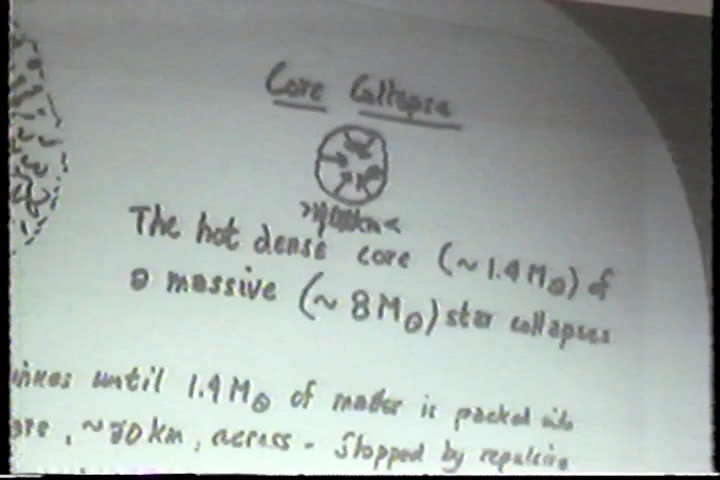 Core Collapse
The hot dense core (~1.4 M☉) of
a massive (~ 8 M☉) star collapses
until 1.4 M☉ of matter is packed into
km, across - Stopped by repulsive